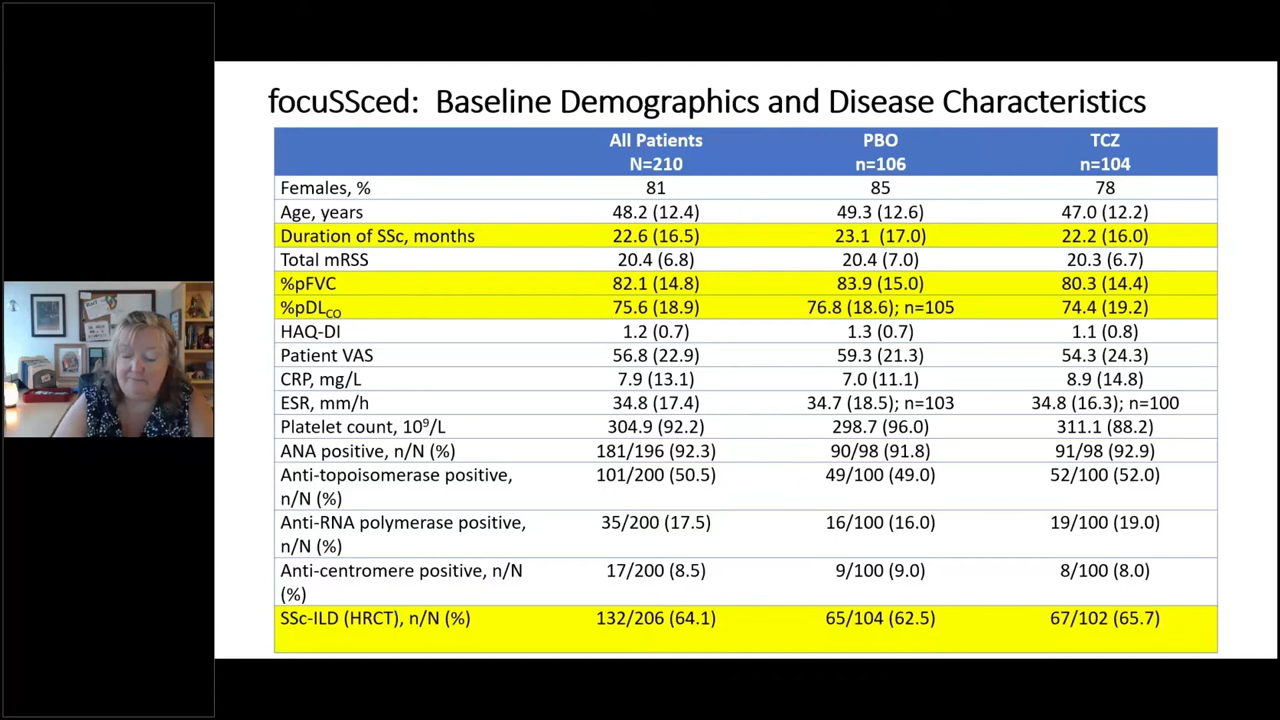 focuSSced: Baseline Demographics and Disease Characteristics
All Patients PBO TCZ
N=210 n=106 n=104
Females, % 81 85 78
Age, years 48.2 (12.4) 49.3 (12.6) 47.0 (12.2)
Duration of SSc, months 22.6 (16.5) 23.1 (17.0) 22.2 (16.0)
Total mRSS 20.4 (6.8) 20.4 (7.0) 20.3 (6.7)
%pFVC 82.1 (14.8) 83.9 (15.0) 80.3 (14.4)
%pDLCO 75.6 (18.9) 76.8 (18.6); n=105 74.4 (19.2)
HAQ-DI 1.2 (0.7) 1.3 (0.7) 1.1 (0.8)
Patient VAS 56.8 (22.9) 59.3 (21.3) 54.3 (24.3)
CRP, mg/L 7.9 (13.1) 7.0 (11.1) 8.9 (14.8)
ESR, mm/h 34.8 (17.4) 34.7 (18.5); n=103 34.8 (16.3); n=100
Platelet count, 10⁹/L 304.9 (92.2) 298.7 (96.0) 311.1 (88.2)
ANA positive, n/N (%) 181/196 (92.3) 90/98 (91.8) 91/98 (92.9)
Anti-topoisomerase positive, 101/200 (50.5) 49/100 (49.0) 52/100 (52.0)
n/N (%)
Anti-RNA polymerase positive, 35/200 (17.5) 16/100 (16.0) 19/100 (19.0)
n/N (%)
Anti-centromere positive, n/N 17/200 (8.5) 9/100 (9.0) 8/100 (8.0)
(%)
SSc-ILD (HRCT), n/N (%) 132/206 (64.1) 65/104 (62.5) 67/102 (65.7)